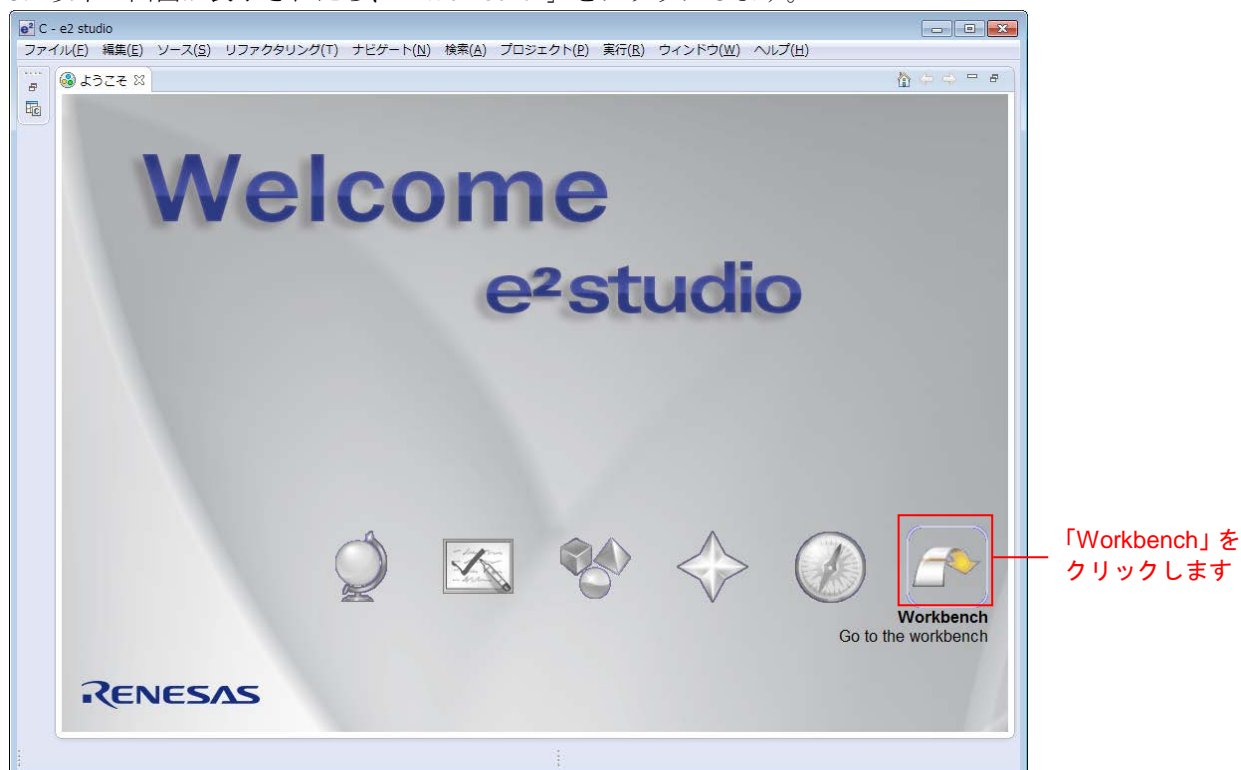 e² C - e2 studio
ファイル(F) 編集(E) ソース(S) リファクタリング(T) ナビゲート(N) 検索(A) プロジェクト(P) 実行(R) ウィンドウ(W) ヘルプ(H)
ようこそ
Welcome
e²studio
「Workbench」を
クリックします
Workbench
Go to the workbench
RENESAS